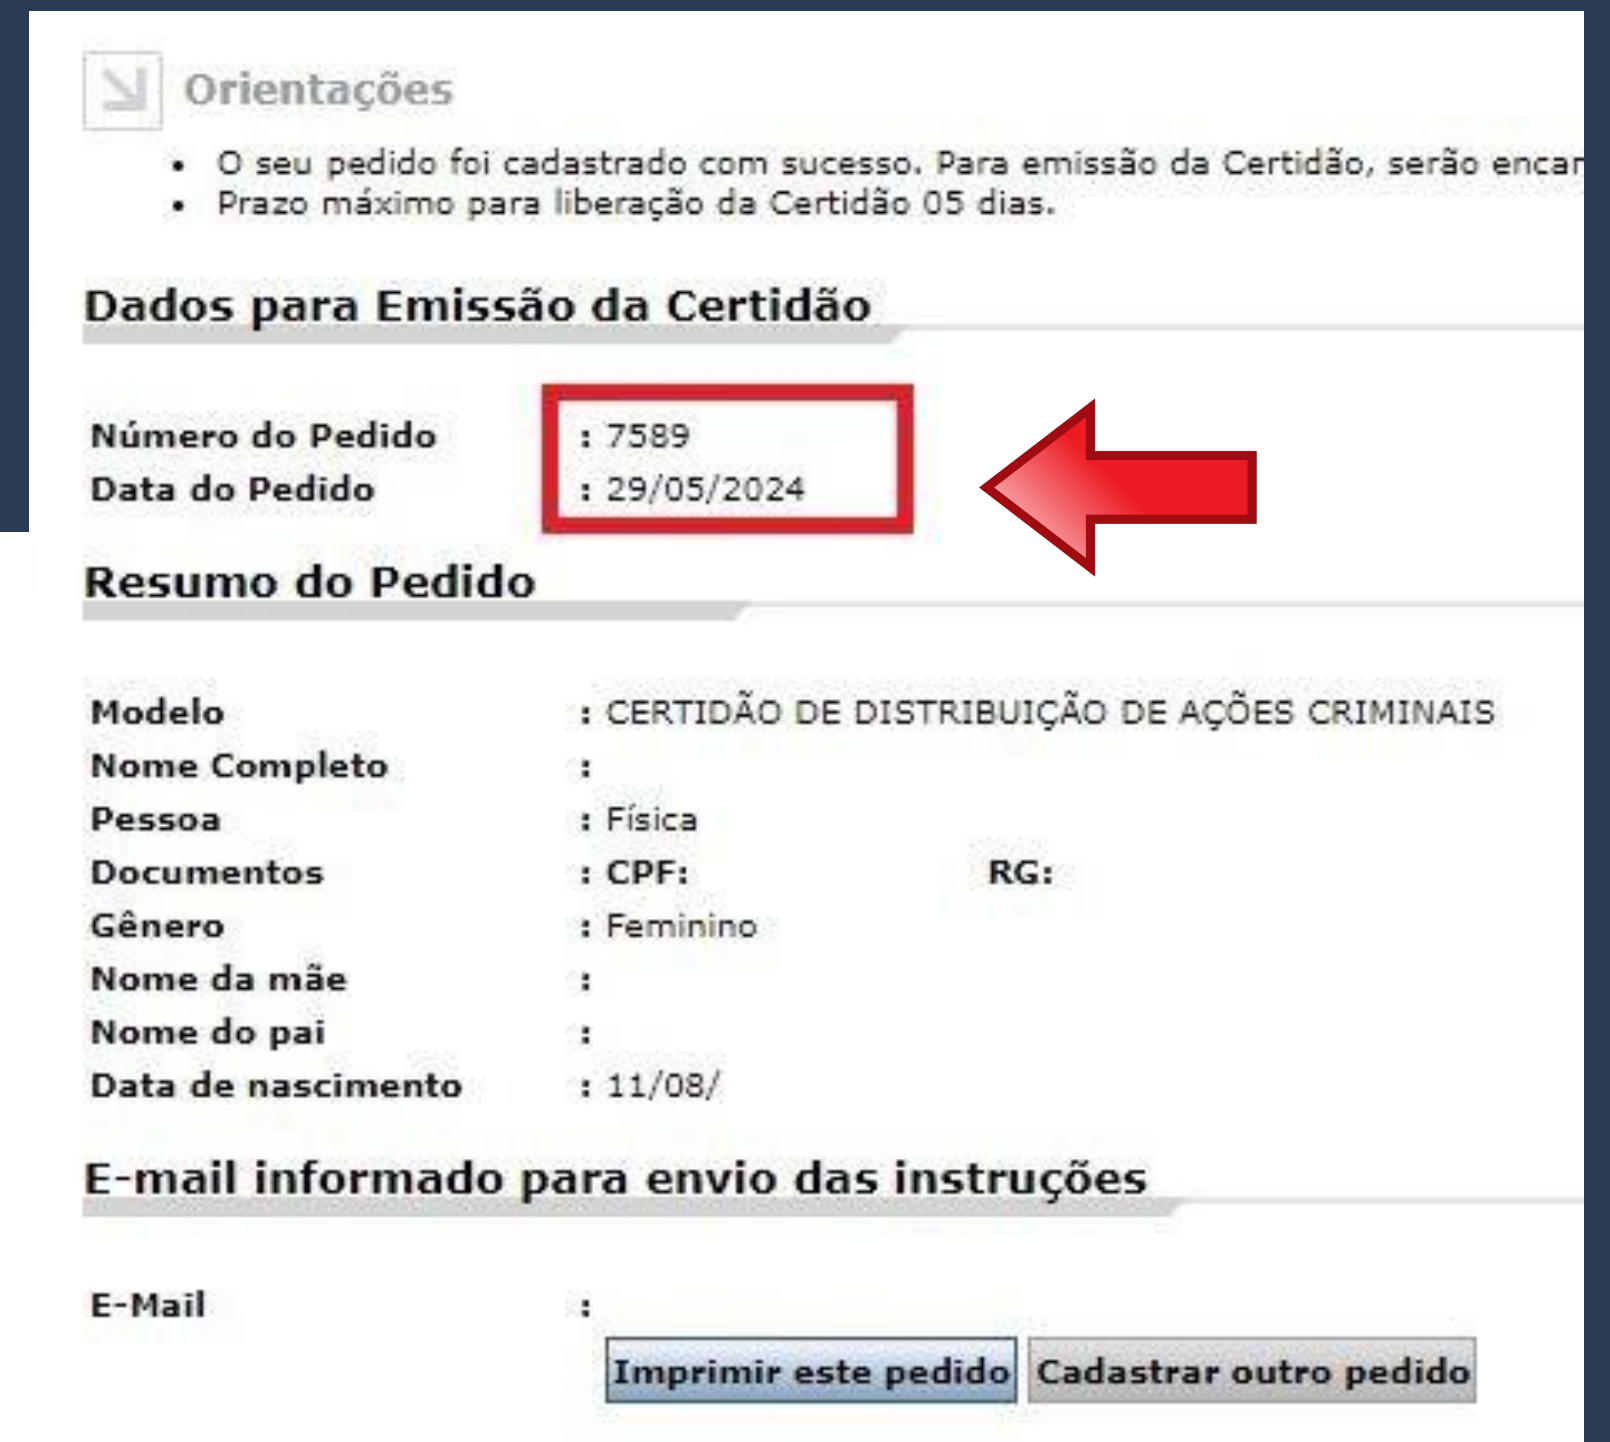 Orientações
• O seu pedido foi cadastrado com sucesso. Para emissão da Certidão, serão
• Prazo máximo para liberação da Certidão 05 dias.
Dados para Emissão da Certidão
Número do Pedido : 7589
Data do Pedido : 29/05/2024
Resumo do Pedido
Modelo : CERTIDÃO DE DISTRIBUIÇÃO DE AÇÕES CRIMINAIS
Nome Completo :
Pessoa : Física
Documentos : CPF: RG:
Gênero : Feminino
Nome da mãe :
Nome do pai :
Data de nascimento : 11/08/
E-mail informado para envio das instruções
E-Mail :
Imprimir este pedido Cadastrar outro pedido